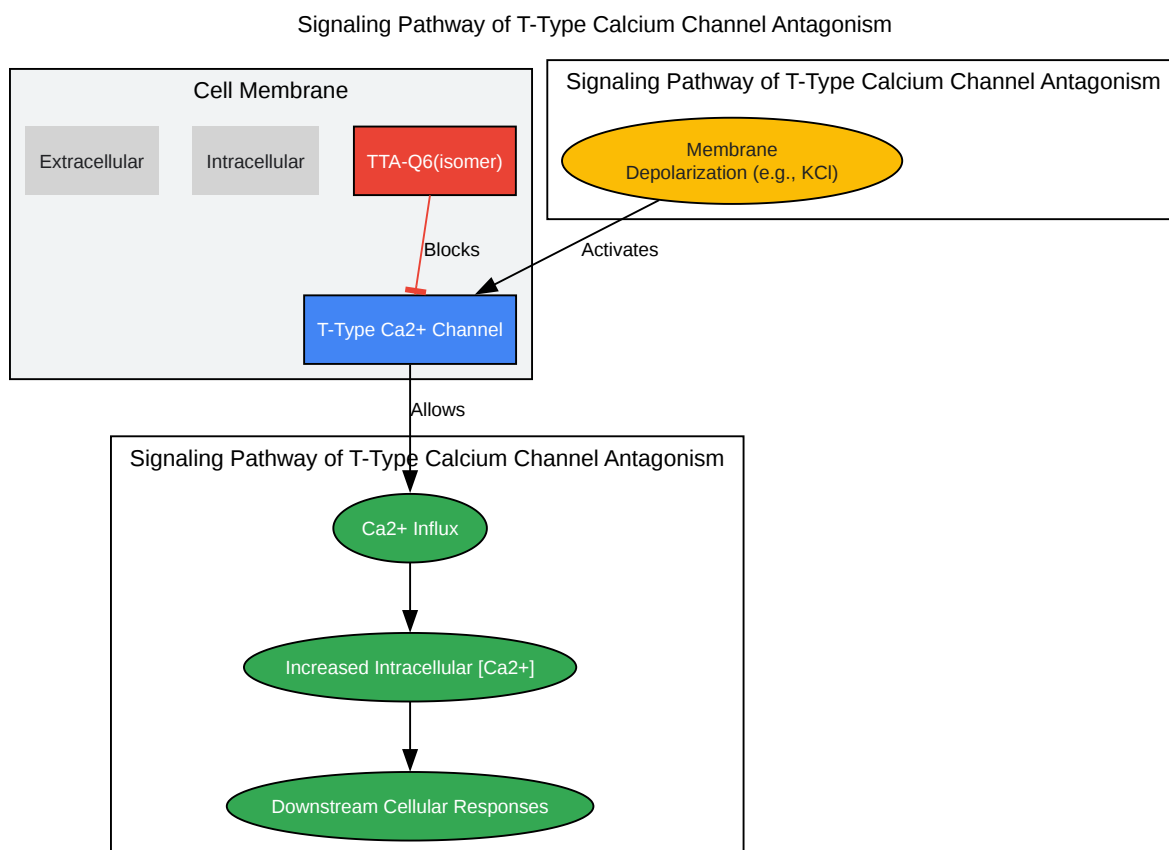 Signaling Pathway of T-Type Calcium Channel Antagonism
Cell Membrane
Signaling Pathway of T-Type Calcium Channel Antagonism
Extracellular
Intracellular
TTA-Q6(isomer)
Membrane
Depolarization (e.g., KCl)
Blocks
Activates
T-Type Ca2+ Channel
Allows
Signaling Pathway of T-Type Calcium Channel Antagonism
Ca2+ Influx
Increased Intracellular [Ca2+]
Downstream Cellular Responses